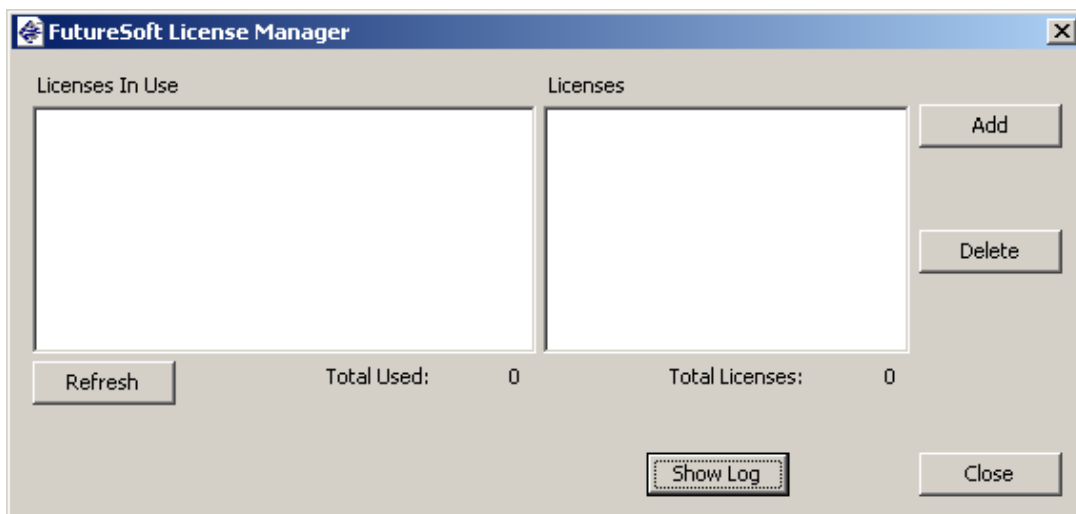 FutureSoft License Manager
Licenses In Use
Licenses
Add
Delete
Refresh
Total Used: 0
Total Licenses: 0
Show Log
Close